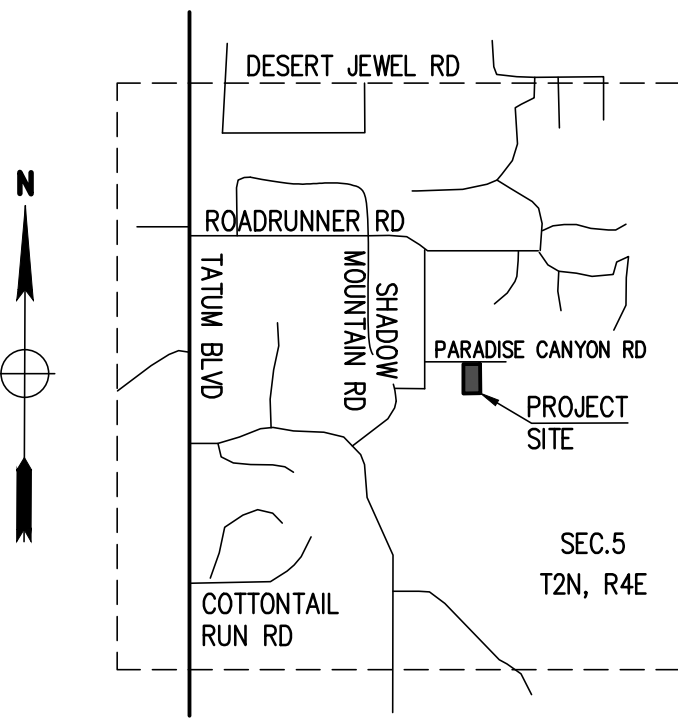 DESERT JEWEL RD
N
ROADRUNNER RD
TATUM BLVD
SHADOW
MOUNTAIN RD
PARADISE CANYON RD
PROJECT
SITE
SEC.5
T2N, R4E
COTTONTAIL
RUN RD